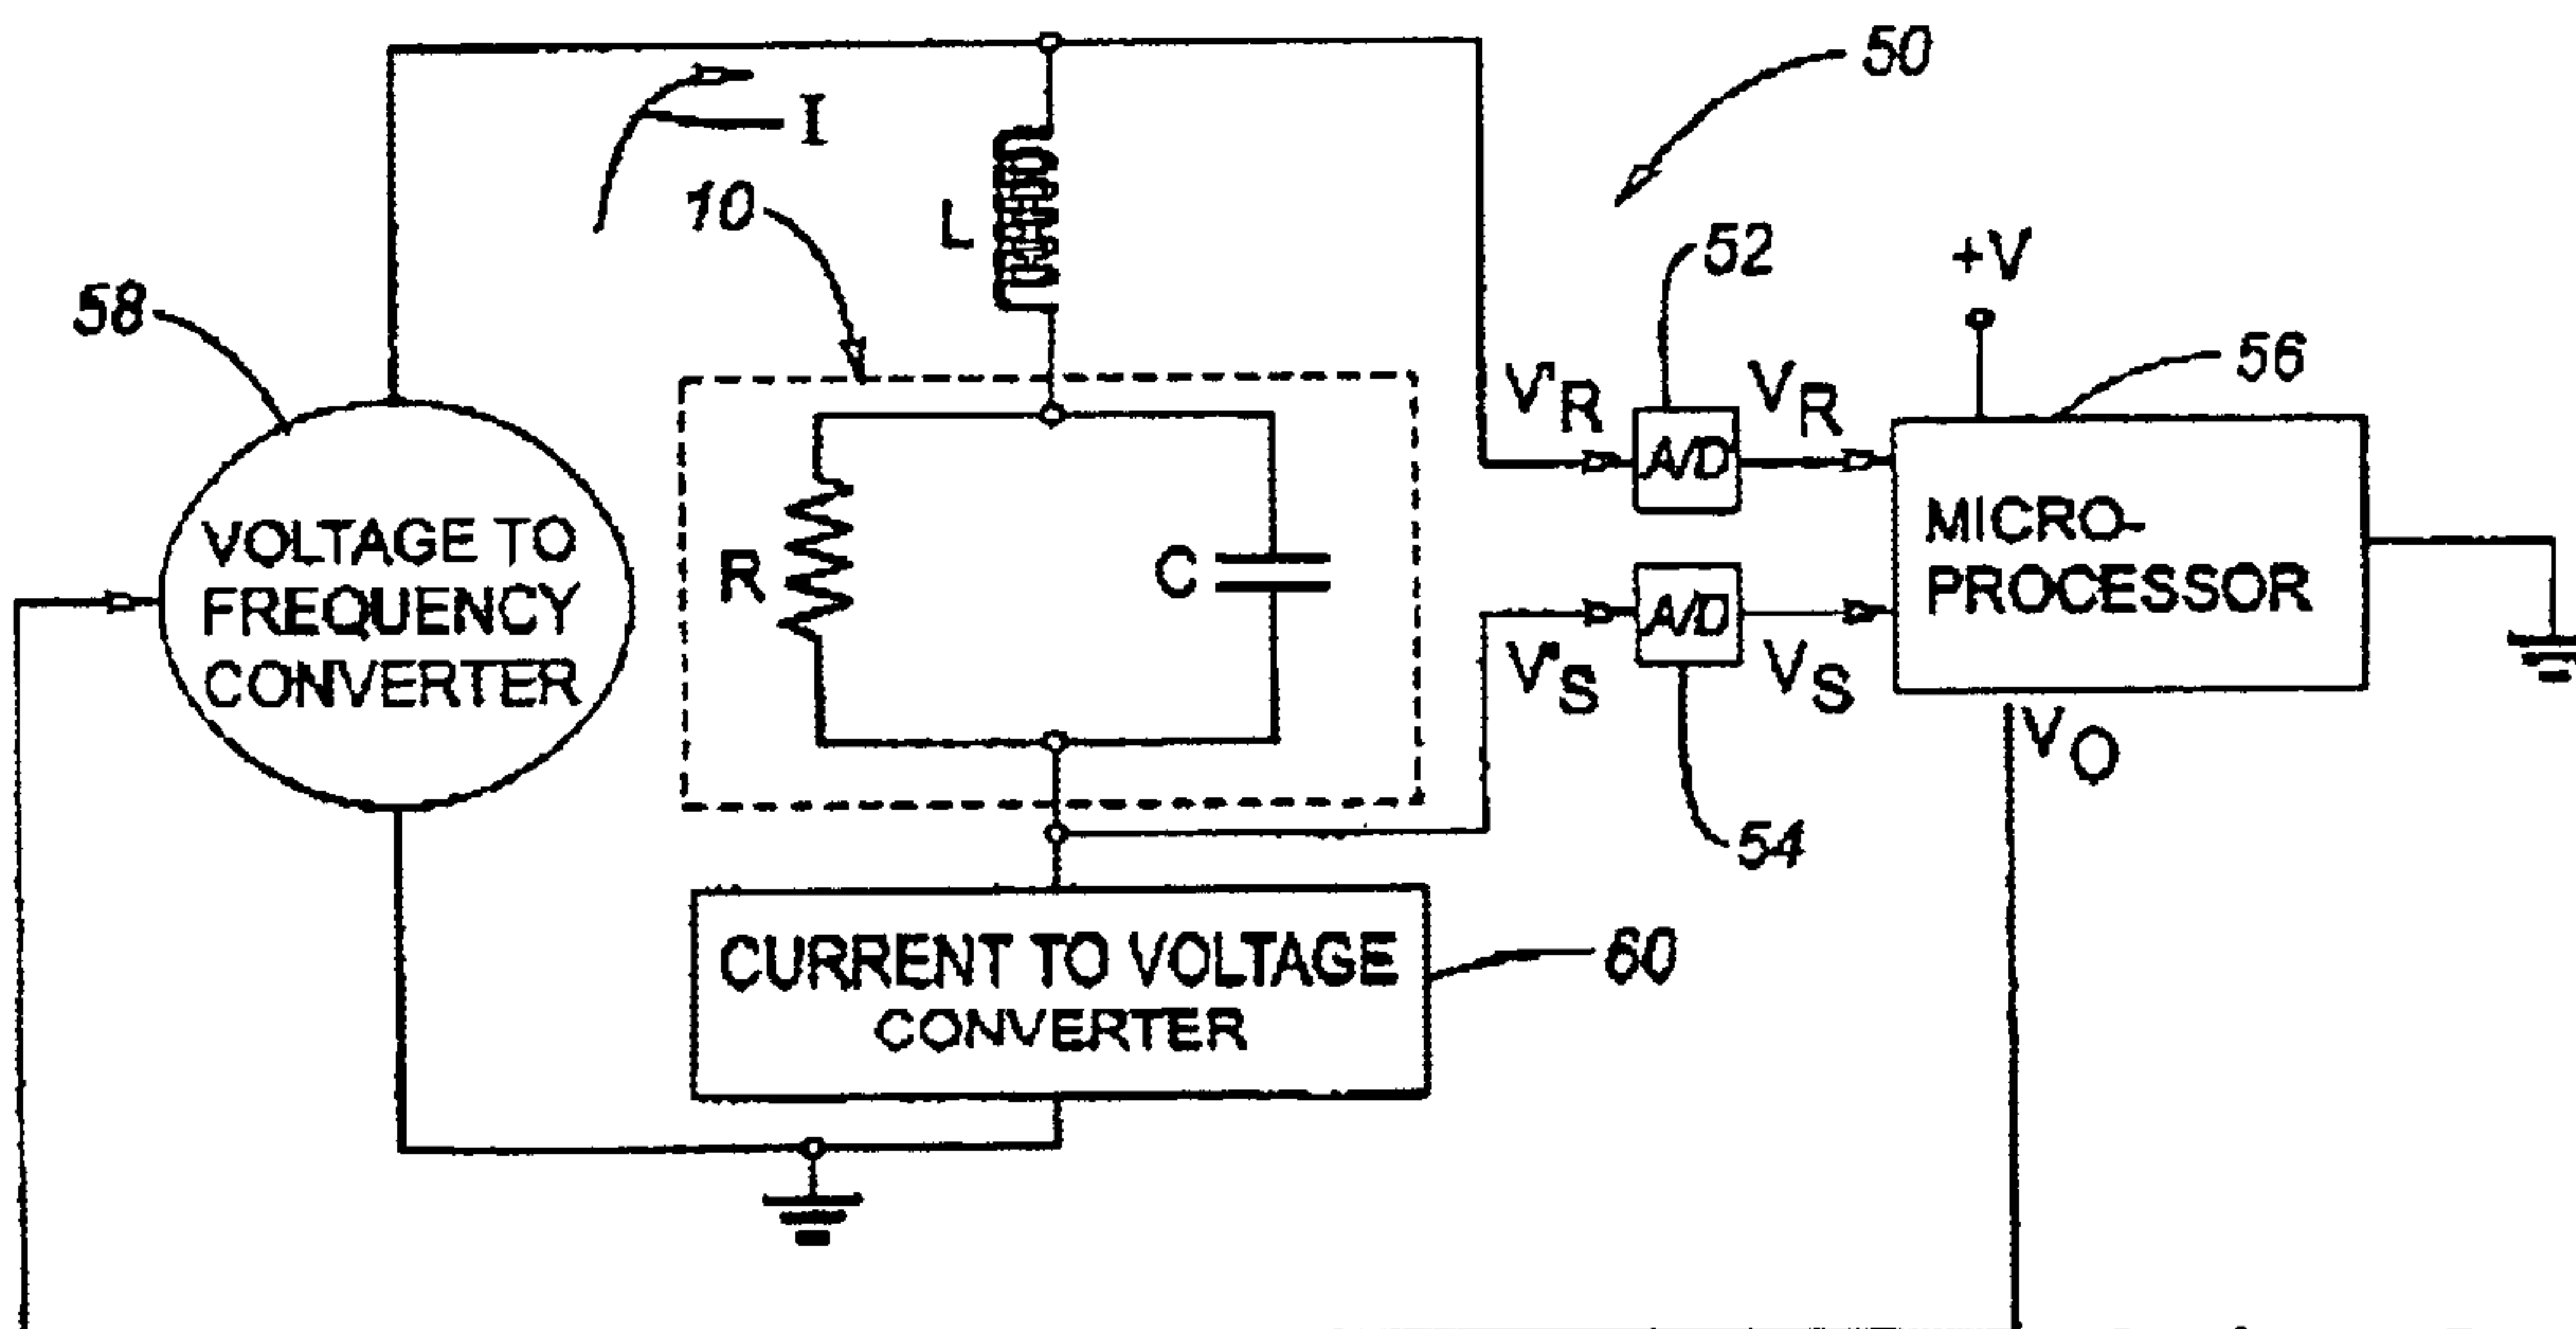 50
I
10
L
52
+V
58
56
V'R
A/D
VR
MICRO-
PROCESSOR
VOLTAGE TO
FREQUENCY
CONVERTER
R
C
V'S
A/D
VS
VO
54
CURRENT TO VOLTAGE
CONVERTER
60